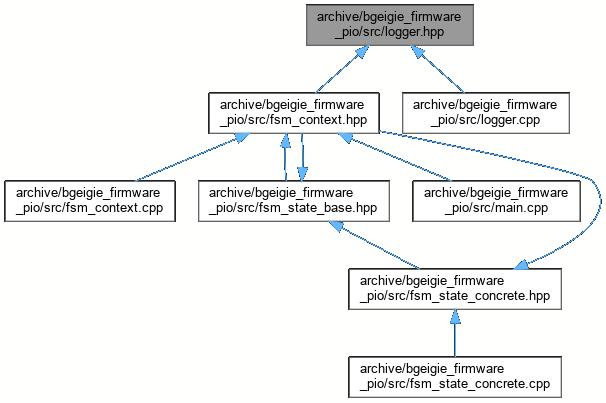 archive/bgeigie_firmware
_pio/src/logger.hpp
archive/bgeigie_firmware
_pio/src/fsm_context.hpp
archive/bgeigie_firmware
_pio/src/logger.cpp
archive/bgeigie_firmware
_pio/src/fsm_context.cpp
archive/bgeigie_firmware
_pio/src/fsm_state_base.hpp
archive/bgeigie_firmware
_pio/src/main.cpp
archive/bgeigie_firmware
_pio/src/fsm_state_concrete.hpp
archive/bgeigie_firmware
_pio/src/fsm_state_concrete.cpp